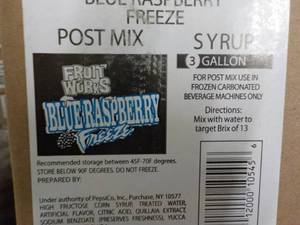 BLUE RASPBERRY
FREEZE
POST MIX SYRUP
3 GALLON
FRUIT
WORKS
BLUE RASPBERRY
Freeze
FOR POST MIX USE IN
FROZEN CARBONATED
BEVERAGE MACHINES ONLY
Directions:
Mix with water to
target Brix of 13
Recommended storage between 45F-70F degrees.
STORE BELOW 90F DEGREES. DO NOT FREEZE.
PREPARED BY:
Under authority of PepsiCo, Inc., Purchase, NY 10577
HIGH FRUCTOSE CORN SYRUP, TREATED WATER,
ARTIFICIAL FLAVOR, CITRIC ACID, QUILLAIA EXTRACT,
SODIUM BENZOATE (PRESERVES FRESHNESS), YUCCA
12000 10545 6